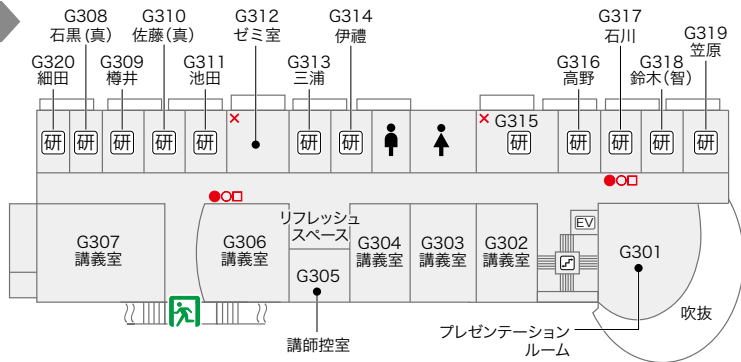 G308
石黒(真)
G310
佐藤(真)
G312
ゼミ室
G314
伊禮
G317
石川
G319
笠原
G320
細田
G309
樽井
G311
池田
G313
三浦
G316
高野
G318
鈴木(智)
研
研
研
研
研
研
研
G315
研
研
研
研
研
G307
講義室
G306
講義室
リフレッシュ
スペース
G305
G304
講義室
G303
講義室
G302
講義室
EV
G301
吹抜
講師控室
プレゼンテーション
ルーム